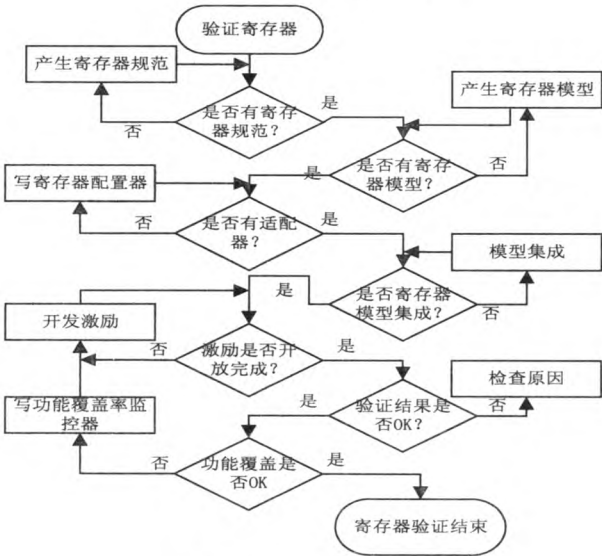 验证寄存器
产生寄存器规范
产生寄存器模型
是否有寄存
器规范？
是
否
写寄存器配置器
是否有寄存
器模型？
是
否
是否有适配
器？
是
否
模型集成
是否寄存器
模型集成？
是
否
开发激励
激励是否开
放完成？
是
否
检查原因
写功能覆盖率监
控器
验证结果是
否OK？
是
否
功能覆盖是
否OK
是
否
寄存器验证结束